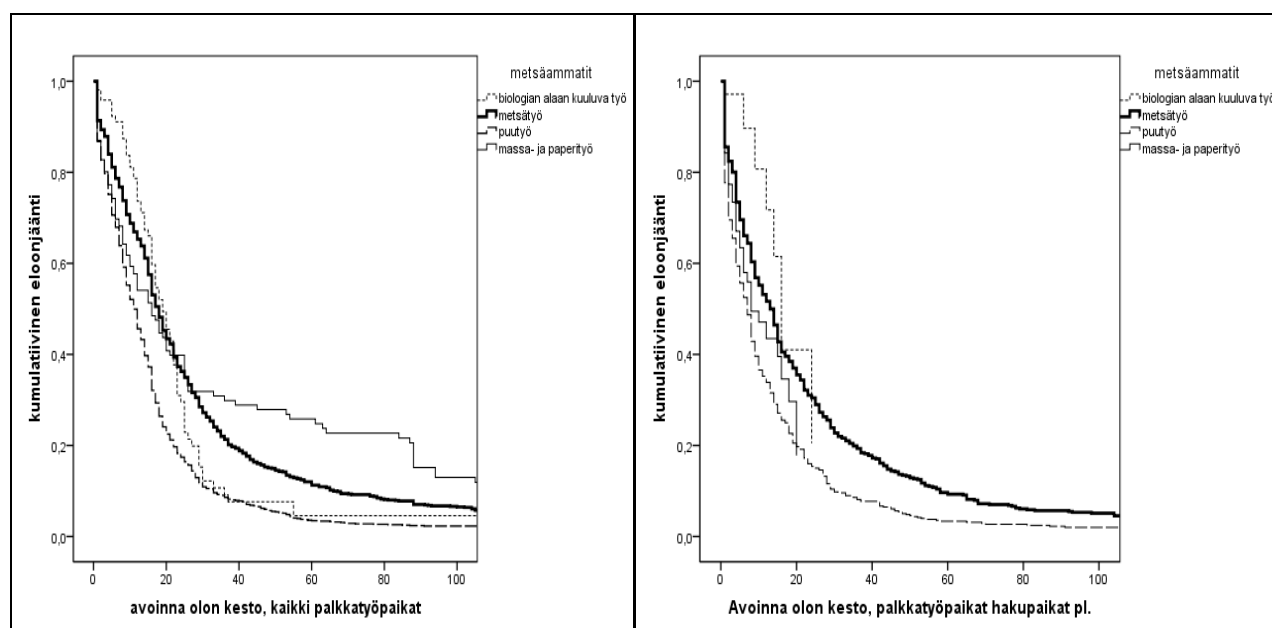 metsäammatit
biologian alaan kuuluva työ
metsätyö
puutyö
massa- ja paperityö
kumulatiivinen eloonjäänti
1,0
0,8
0,6
0,4
0,2
0,0
0 20 40 60 80 100
avoinna olon kesto, kaikki palkkatyöpaikat
metsäammatit
biologian alaan kuuluva työ
metsätyö
puutyö
massa- ja paperityö
kumulatiivinen eloonjäänti
1,0
0,8
0,6
0,4
0,2
0,0
0 20 40 60 80 100
Avoinna olon kesto, palkkatyöpaikat hakupaikat pl.